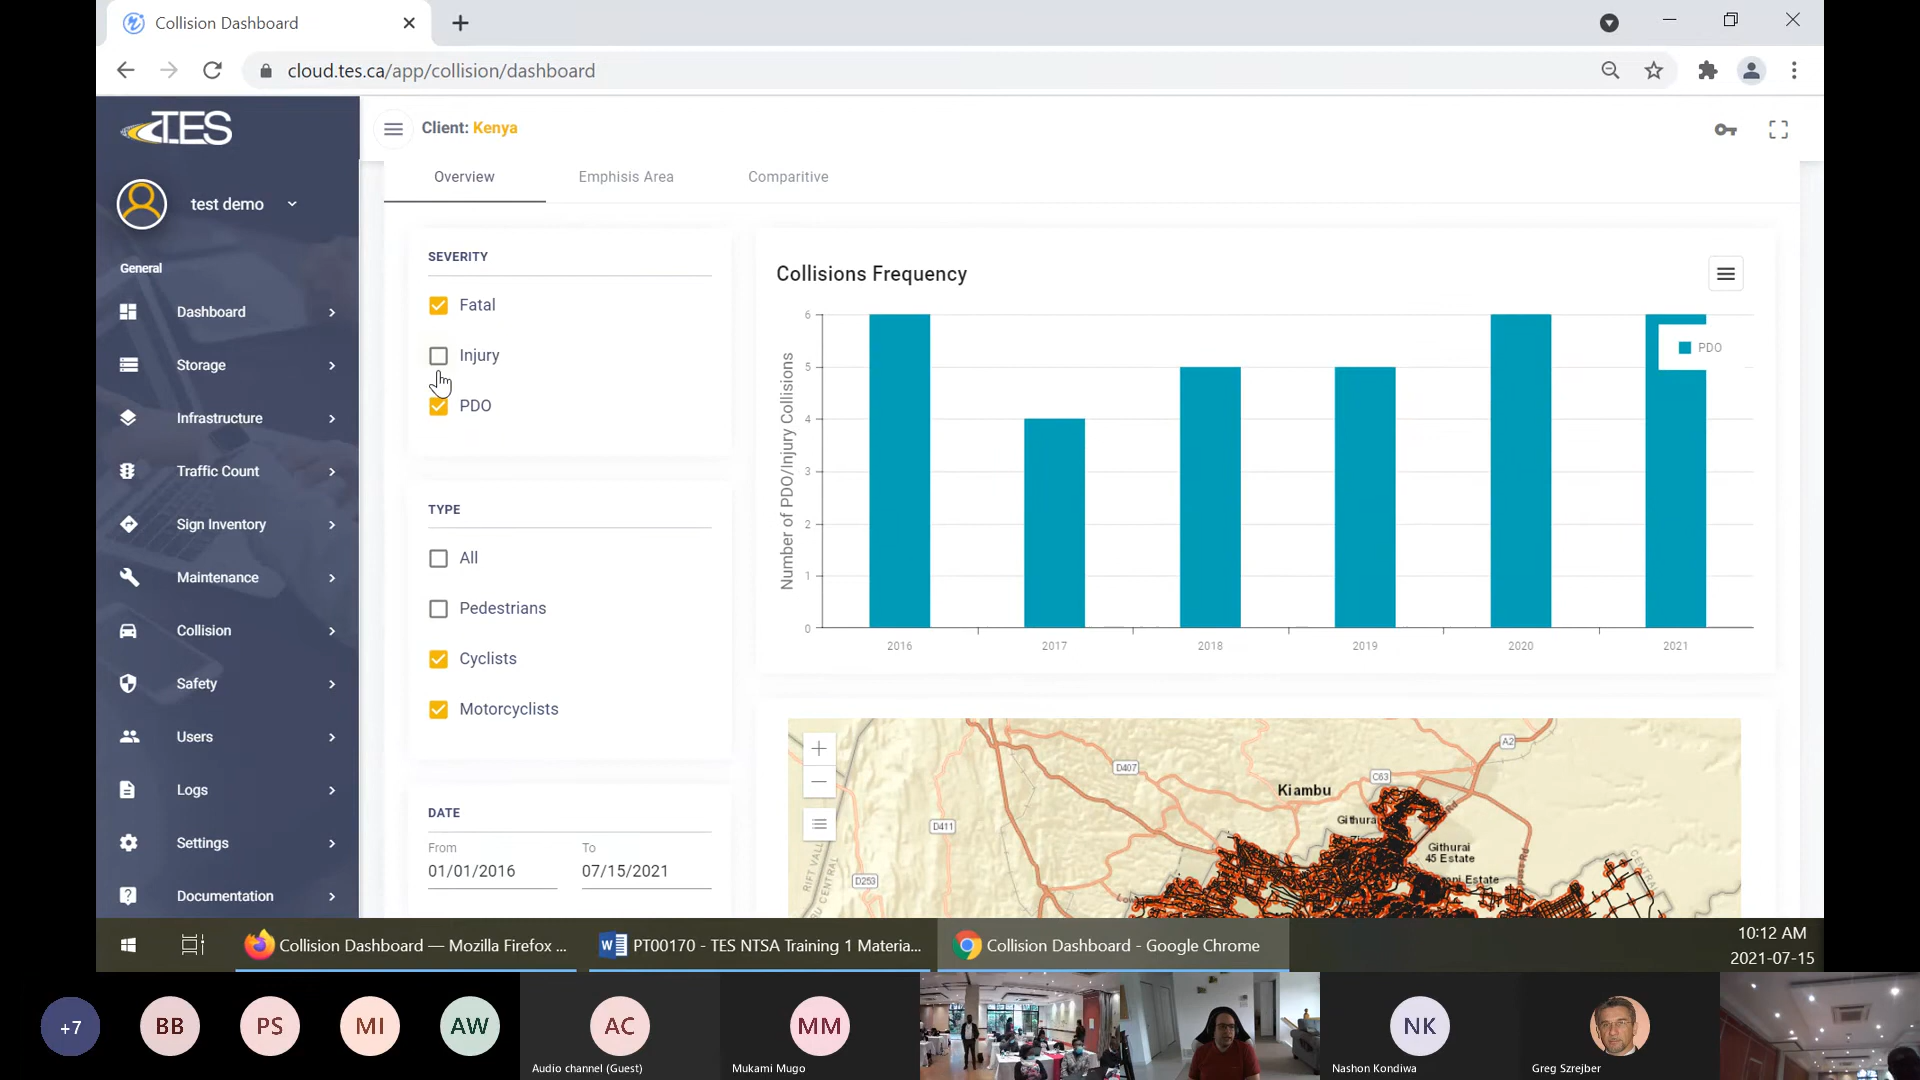 Collision Dashboard
cloud.tes.ca/app/collision/dashboard
TES
Client: Kenya
test demo
General
Dashboard
Storage
Infrastructure
Traffic Count
Sign Inventory
Maintenance
Collision
Safety
Users
Logs
Settings
Documentation
Overview
Emphisis Area
Comparitive
SEVERITY
Fatal
Injury
PDO
TYPE
All
Pedestrians
Cyclists
Motorcyclists
DATE
From
To
01/01/2016
07/15/2021
Collisions Frequency
Number of PDO/Injury Collisions
6
5
4
3
2
1
0
2016
2017
2018
2019
2020
2021
PDO
A2
D407
C63
Kiambu
D411
Githura
Githurai
45 Estate
D253
Estate
Collision Dashboard — Mozilla Firefox ...
PT00170 - TES NTSA Training 1 Materia...
Collision Dashboard - Google Chrome
10:12 AM
2021-07-15
+7
BB
PS
MI
AW
AC
Audio channel (Guest)
MM
Mukami Mugo
NK
Nashon Kondiwa
Greg Szrejber